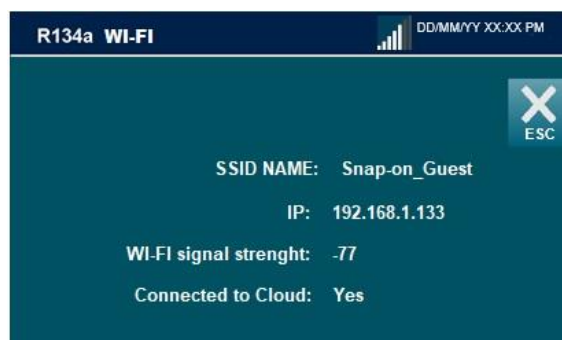 R134a WI-FI DD/MM/YY XX:XX PM
ESC
SSID NAME: Snap-on_Guest
IP: 192.168.1.133
WI-FI signal strenght: -77
Connected to Cloud: Yes